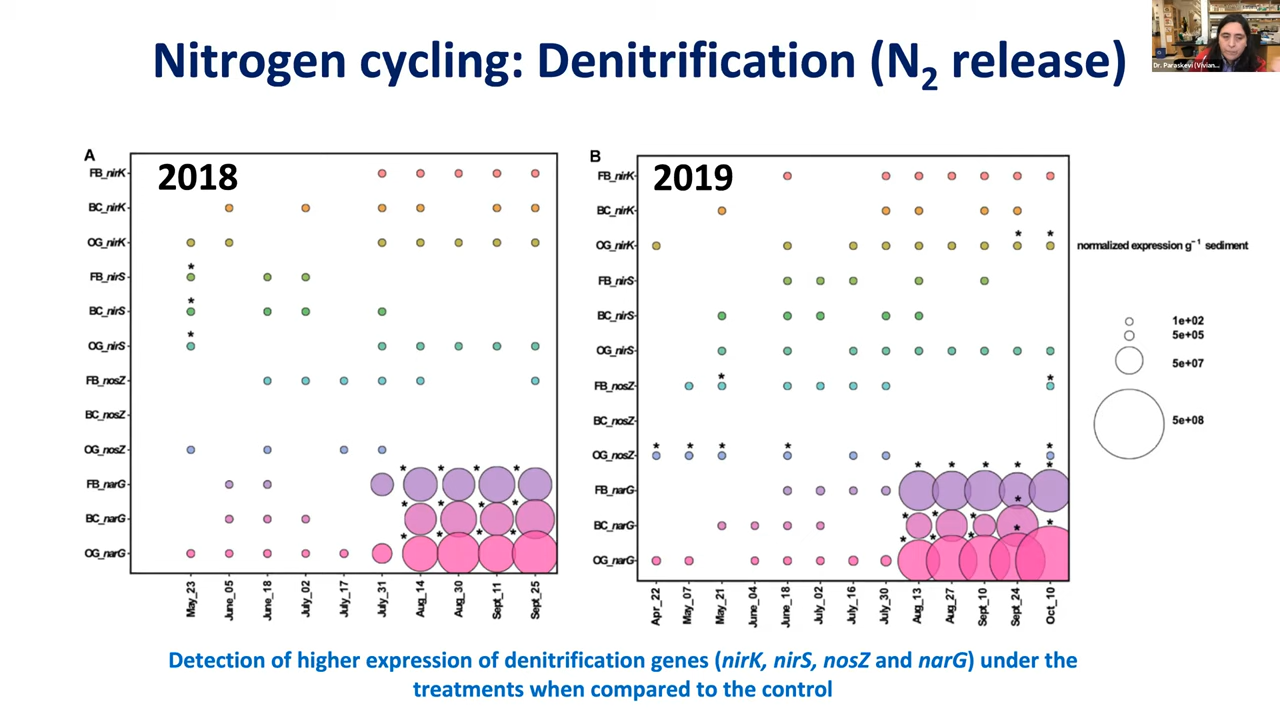 Nitrogen cycling: Denitrification (N₂ release)
Dr. Paraskevi (Vivian...
A
2018
FB_nirK
BC_nirK
OG_nirK
FB_nirS
BC_nirS
OG_nirS
FB_nosZ
BC_nosZ
OG_nosZ
FB_narG
BC_narG
OG_narG
May_23
June_05
June_18
July_02
July_17
July_31
Aug_14
Aug_30
Sept_11
Sept_25
B
2019
FB_nirK
BC_nirK
OG_nirK
FB_nirS
BC_nirS
OG_nirS
FB_nosZ
BC_nosZ
OG_nosZ
FB_narG
BC_narG
OG_narG
Apr_22
May_07
May_21
June_04
June_18
July_02
July_16
July_30
Aug_13
Aug_27
Sept_10
Sept_24
Oct_10
normalized expression g⁻¹ sediment
1e+02
5e+05
5e+07
5e+08
Detection of higher expression of denitrification genes (nirK, nirS, nosZ and narG) under the
treatments when compared to the control